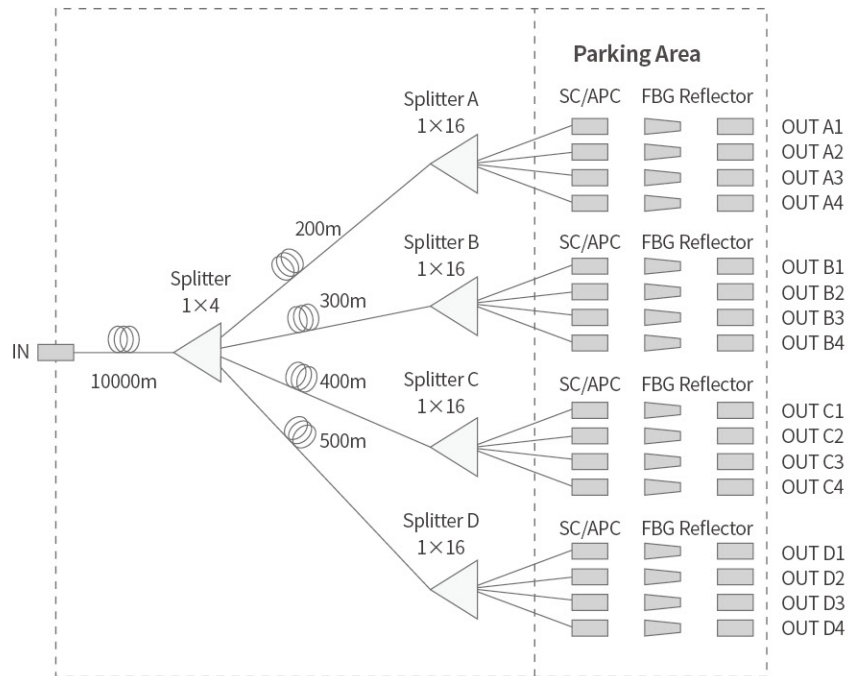 Parking Area
Splitter A
1×16
SC/APC FBG Reflector
OUT A1
OUT A2
OUT A3
OUT A4
200m
Splitter B
1×16
SC/APC FBG Reflector
OUT B1
OUT B2
OUT B3
OUT B4
Splitter
1×4
300m
IN
10000m
400m
Splitter C
1×16
SC/APC FBG Reflector
OUT C1
OUT C2
OUT C3
OUT C4
500m
Splitter D
1×16
SC/APC FBG Reflector
OUT D1
OUT D2
OUT D3
OUT D4